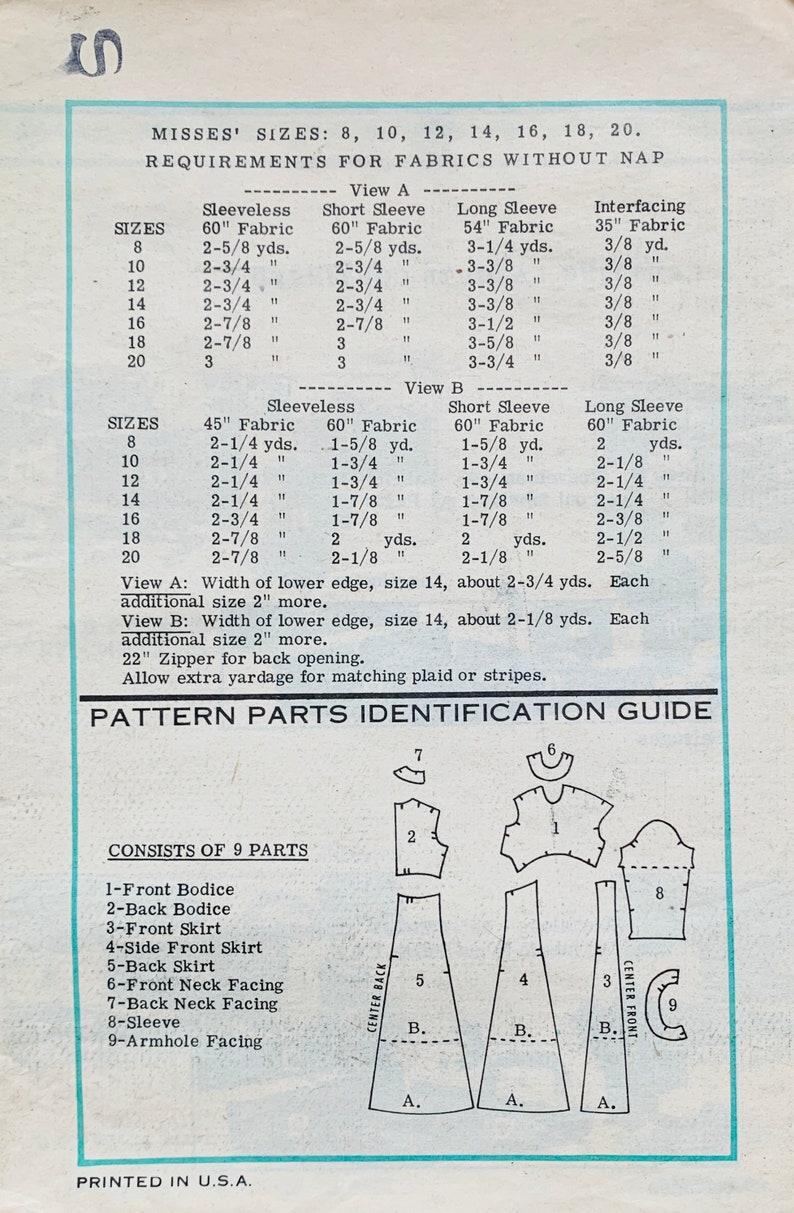 S
MISSES' SIZES: 8, 10, 12, 14, 16, 18, 20.
REQUIREMENTS FOR FABRICS WITHOUT NAP
---------- View A ----------
Sleeveless Short Sleeve Long Sleeve Interfacing
SIZES 60" Fabric 60" Fabric 54" Fabric 35" Fabric
8 2-5/8 yds. 2-5/8 yds. 3-1/4 yds. 3/8 yd.
10 2-3/4 " 2-3/4 " 3-3/8 " 3/8 "
12 2-3/4 " 2-3/4 " 3-3/8 " 3/8 "
14 2-3/4 " 2-3/4 " 3-3/8 " 3/8 "
16 2-7/8 " 2-7/8 " 3-1/2 " 3/8 "
18 2-7/8 " 3 " 3-5/8 " 3/8 "
20 3 " 3 " 3-3/4 " 3/8 "
---------- View B ----------
Sleeveless Short Sleeve Long Sleeve
SIZES 45" Fabric 60" Fabric 60" Fabric 60" Fabric
8 2-1/4 yds. 1-5/8 yd. 1-5/8 yd. 2 yds.
10 2-1/4 " 1-3/4 " 1-3/4 " 2-1/8 "
12 2-1/4 " 1-3/4 " 1-3/4 " 2-1/4 "
14 2-1/4 " 1-7/8 " 1-7/8 " 2-1/4 "
16 2-3/4 " 1-7/8 " 1-7/8 " 2-3/8 "
18 2-7/8 " 2 yds. 2 yds. 2-1/2 "
20 2-7/8 " 2-1/8 " 2-1/8 " 2-5/8 "
View A: Width of lower edge, size 14, about 2-3/4 yds. Each
additional size 2" more.
View B: Width of lower edge, size 14, about 2-1/8 yds. Each
additional size 2" more.
22" Zipper for back opening.
Allow extra yardage for matching plaid or stripes.
PATTERN PARTS IDENTIFICATION GUIDE
CONSISTS OF 9 PARTS
1-Front Bodice
2-Back Bodice
3-Front Skirt
4-Side Front Skirt
5-Back Skirt
6-Front Neck Facing
7-Back Neck Facing
8-Sleeve
9-Armhole Facing
7 6
2 1
8
5 4 3 9
CENTER BACK
CENTER FRONT
B. B. B.
A. A. A.
PRINTED IN U.S.A.